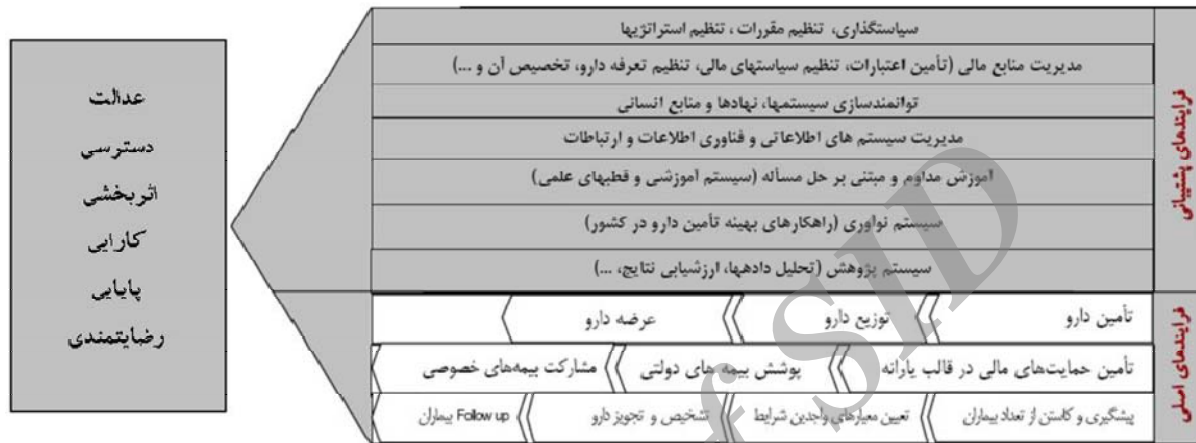 فرایندهای پشتیبانی
سیاستگذاری، تنظیم مقررات ، تنظیم استراتژیها
مدیریت منابع مالی (تأمین اعتبارات، تنظیم سیاستهای مالی، تنظیم تعرفه دارو، تخصیص آن و ...)
توانمندسازی سیستمها، نهادها و منابع انسانی
مدیریت سیستم های اطلاعاتی و فناوری اطلاعات و ارتباطات
آموزش مداوم و مبتنی بر حل مسأله (سیستم آموزشی و قطبهای علمی)
سیستم نوآوری (راهکارهای بهینه تأمین دارو در کشور)
سیستم پژوهش (تحلیل دادهها، ارزشیابی نتایج، ...)
فرایندهای اصلی
تأمین دارو توزیع دارو عرضه دارو
تأمین حمایت‌های مالی در قالب یارانه پوشش بیمه های دولتی مشارکت بیمه‌های خصوصی
پیشگیری و کاستن از تعداد بیماران تعیین معیارهای واجدین شرایط تشخیص و تجویز دارو Follow up بیماران
عدالت
دسترسی
اثربخشی
کارایی
پایایی
رضایتمندی
f SID